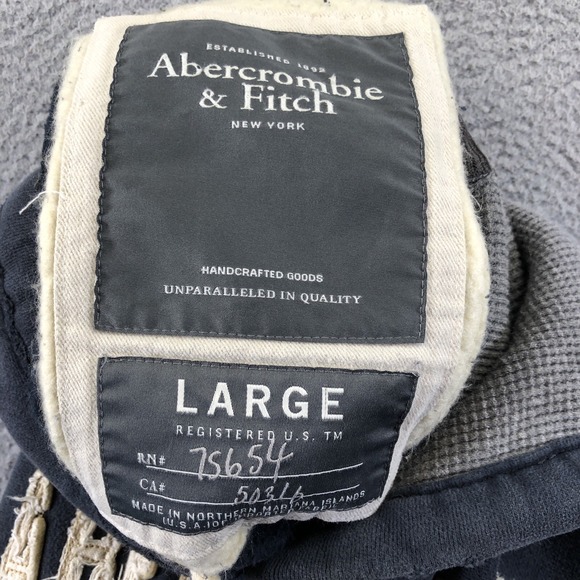 ESTABLISHED 1892
Abercrombie
& Fitch
NEW YORK
HANDCRAFTED GOODS
UNPARALLELED IN QUALITY
LARGE
REGISTERED U.S. TM
RN# 75654
CA# 50316
MADE IN NORTHERN MARIANA ISLANDS
(U.S.A.)